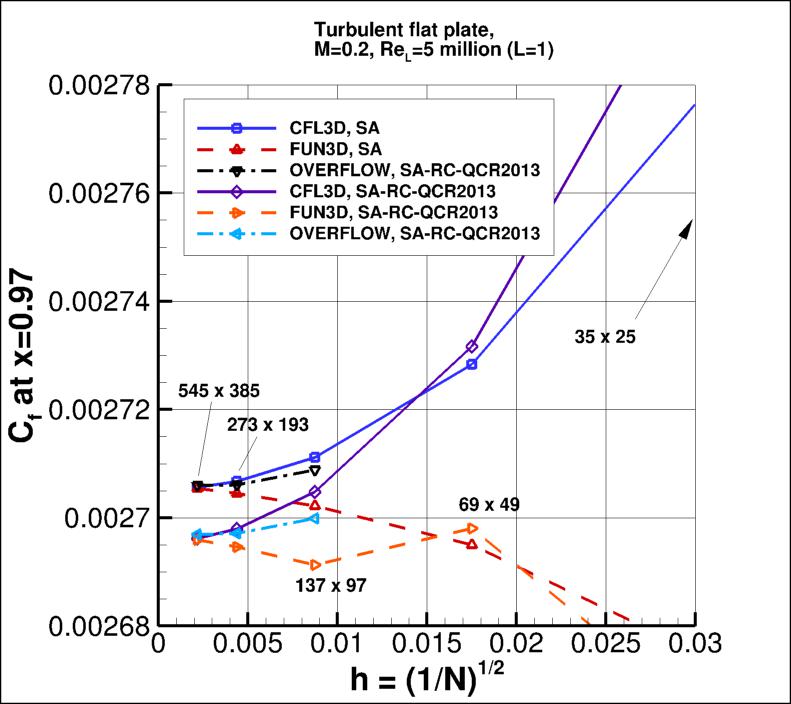 Turbulent flat plate,
M=0.2, ReL=5 million (L=1)
0.00278
0.00276
0.00274
0.00272
0.0027
0.00268
Cf at x=0.97
CFL3D, SA
FUN3D, SA
OVERFLOW, SA-RC-QCR2013
CFL3D, SA-RC-QCR2013
FUN3D, SA-RC-QCR2013
OVERFLOW, SA-RC-QCR2013
35 x 25
545 x 385
273 x 193
69 x 49
137 x 97
0 0.005 0.01 0.015 0.02 0.025 0.03
h = (1/N)1/2